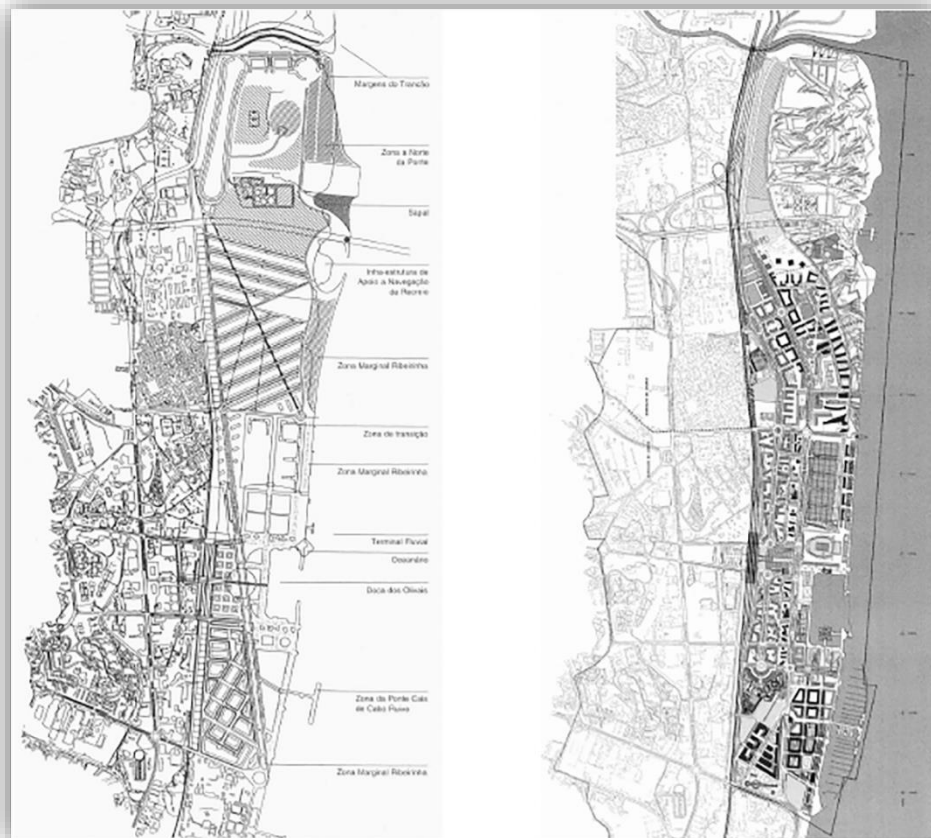 Margens do Trancão
Zona a Norte
da Ponte
Sapal
Infra-estrutura de
Apoio a Navegação
de Recreio
Zona Marginal Ribeirinha
Zona de transição
Zona Marginal Ribeirinha
Terminal Fluvial
Oceanário
Doca dos Olivais
Zona da Ponte Cais
de Cabo Ruivo
Zona Marginal Ribeirinha